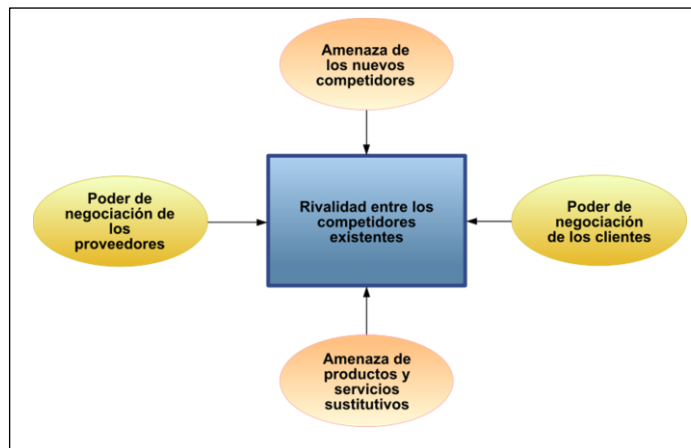 Amenaza de
los nuevos
competidores
Poder de
negociación de
los
proveedores
Rivalidad entre los
competidores
existentes
Poder de
negociación
de los clientes
Amenaza de
productos y
servicios
sustitutivos